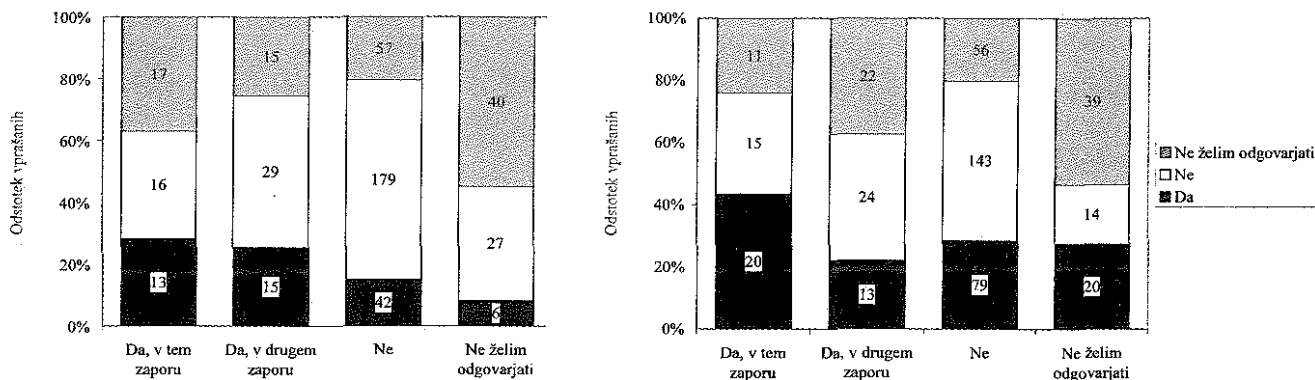 100%
80%
60%
40%
20%
0%
Odstotek vprašanih
17
16
13
15
29
15
57
179
42
40
27
6
Da, v tem
zaporu
Da, v drugem
zaporu
Ne
Ne želim
odgovarjati
100%
80%
60%
40%
20%
0%
Odstotek vprašanih
11
15
20
22
24
13
56
143
79
39
14
20
Da, v tem
zaporu
Da, v drugem
zaporu
Ne
Ne želim
odgovarjati
Ne želim odgovarjati
Ne
Da